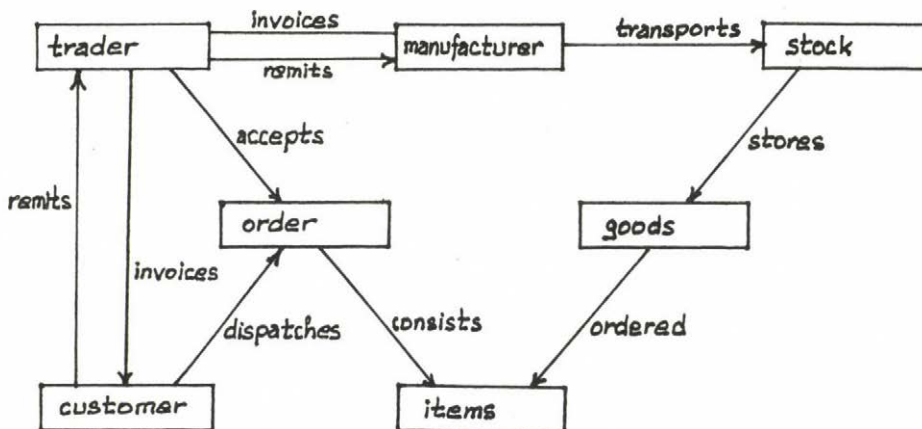 invoices
trader
manufacturer
transports
stock
remits
accepts
stores
remits
order
goods
invoices
dispatches
consists
ordered
customer
items